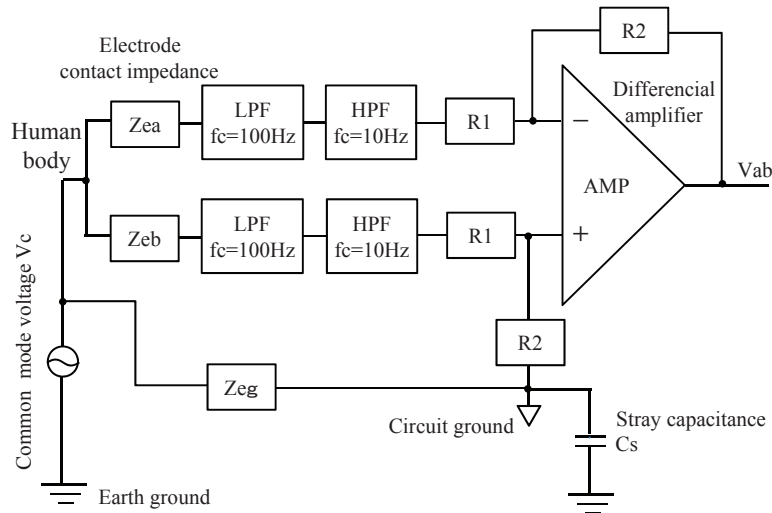 Electrode
contact impedance
R2
LPF
fc=100Hz
HPF
fc=10Hz
Zea
R1
−
Differencial
amplifier
Human
body
AMP
Vab
Zeb
LPF
fc=100Hz
HPF
fc=10Hz
R1
+
Common mode voltage Vc
R2
Zeg
Circuit ground
Stray capacitance
Cs
Earth ground